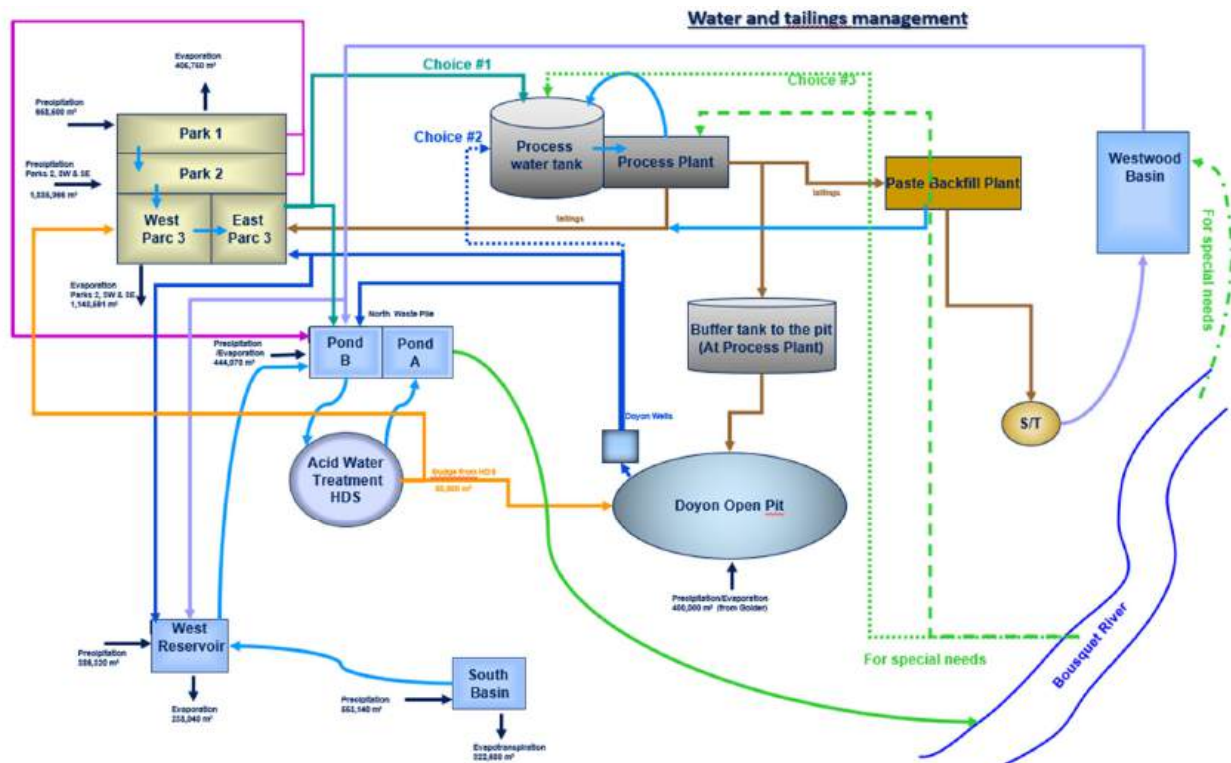 Water and tailings management
Evaporation
Choice #1
Choice #3
Precipitation
Park 1
Choice #2
Process
water tank
Process Plant
Westwood
Basin
Precipitation
Parks 2, SW & SE
Park 2
tailings
Paste Backfill Plant
West
Parc 3
East
Parc 3
tailings
For special needs
Evaporation
Parks 2, SW & SE
North Waste Pile
Buffer tank to the pit
(At Process Plant)
Precipitation
/Evaporation
444,070 m³
Pond
B
Pond
A
Doyon Wells
S/T
Acid Water
Treatment
HDS
Sludge from HDS
Doyon Open Pit
Precipitation/Evaporation
400,000 m³ (from Golder)
West
Reservoir
Precipitation
For special needs
Bousquet River
Evaporation
South
Basin
Precipitation
Evapotranspiration